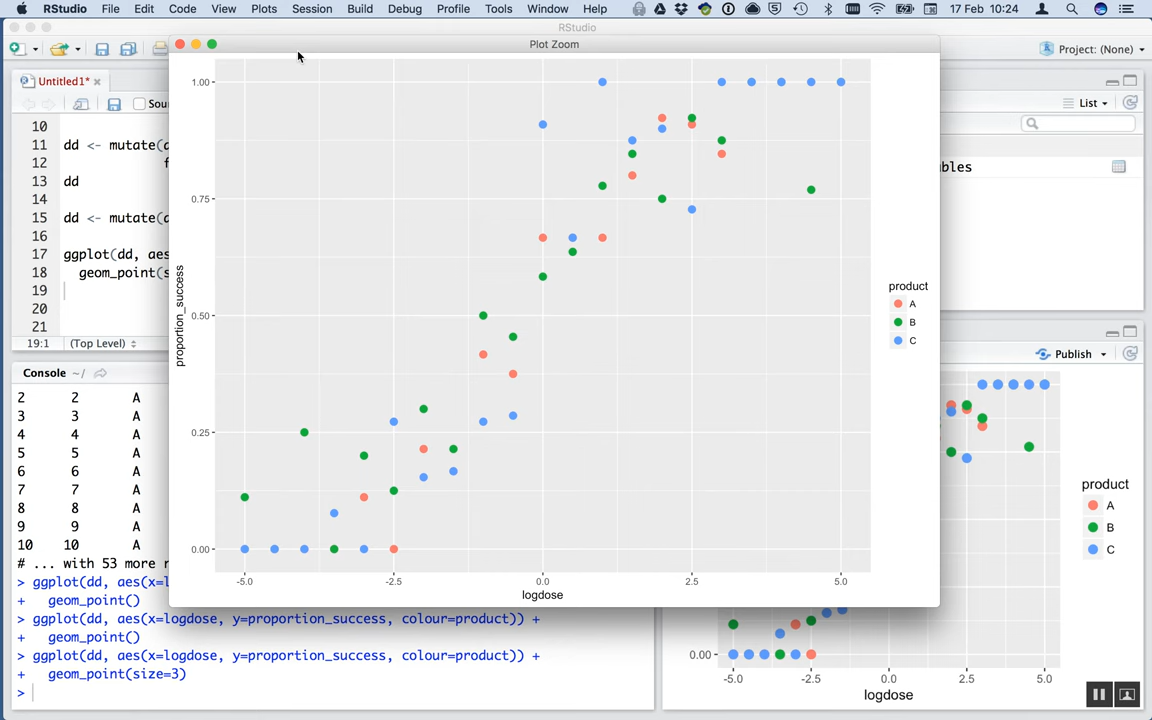 RStudio File Edit Code View Plots Session Build Debug Profile Tools Window Help 17 Feb 10:24
RStudio
Project: (None)
Plot Zoom
Untitled1*
List
10
11 dd <- mutate(
12 f
13 dd
14
15 dd <- mutate(
16
17 ggplot(dd, aes
18 geom_point(s
19
20
21
19:1 (Top Level)
1.00
0.75
0.50
0.25
0.00
-5.0 -2.5 0.0 2.5 5.0
logdose
proportion_success
product
A
B
C
Publish
Console ~/
2 2 A
3 3 A
4 4 A
5 5 A
6 6 A
7 7 A
8 8 A
9 9 A
10 10 A
# ... with 53 more
> ggplot(dd, aes(x=
+ geom_point()
> ggplot(dd, aes(x=logdose, y=proportion_success, colour=product)) +
+ geom_point()
> ggplot(dd, aes(x=logdose, y=proportion_success, colour=product)) +
+ geom_point(size=3)
>
product
A
B
C
0.00
-5.0 -2.5 0.0 2.5 5.0
logdose